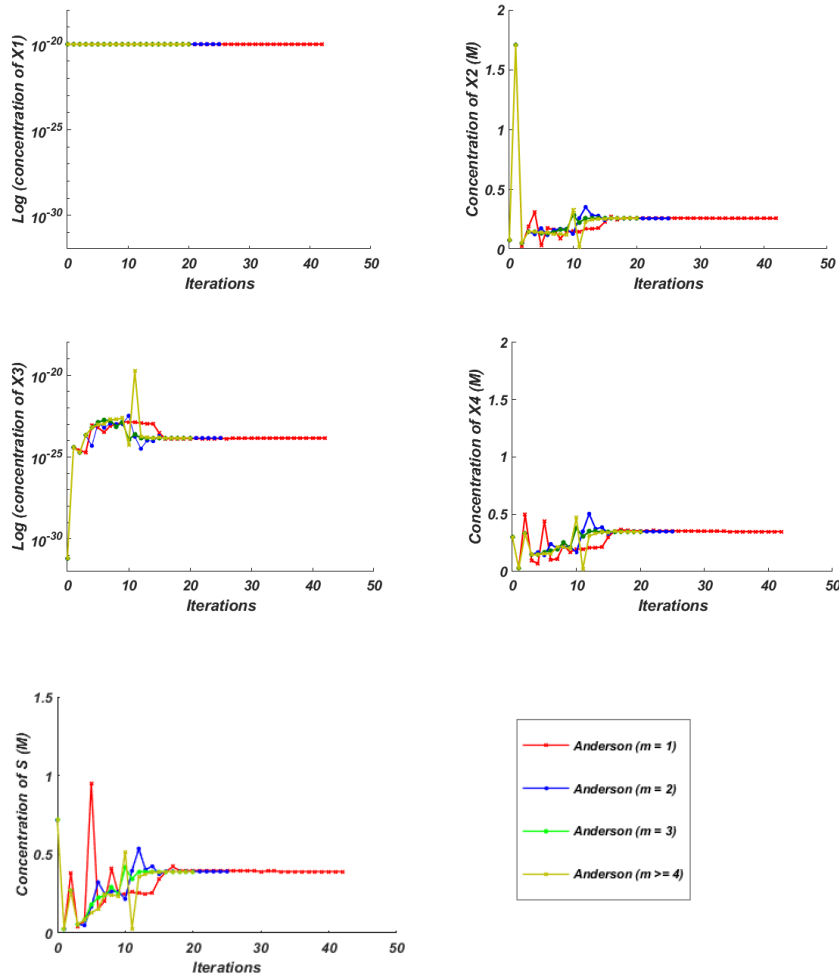 Log (concentration of X1)
10^-20
10^-25
10^-30
0 10 20 30 40 50
Iterations
Concentration of X2 (M)
2
1.5
1
0.5
0
0 10 20 30 40 50
Iterations
Log (concentration of X3)
10^-20
10^-25
10^-30
0 10 20 30 40 50
Iterations
Concentration of X4 (M)
2
1.5
1
0.5
0
0 10 20 30 40 50
Iterations
Concentration of S (M)
1.5
1
0.5
0
0 10 20 30 40 50
Iterations
Anderson (m = 1)
Anderson (m = 2)
Anderson (m = 3)
Anderson (m >= 4)